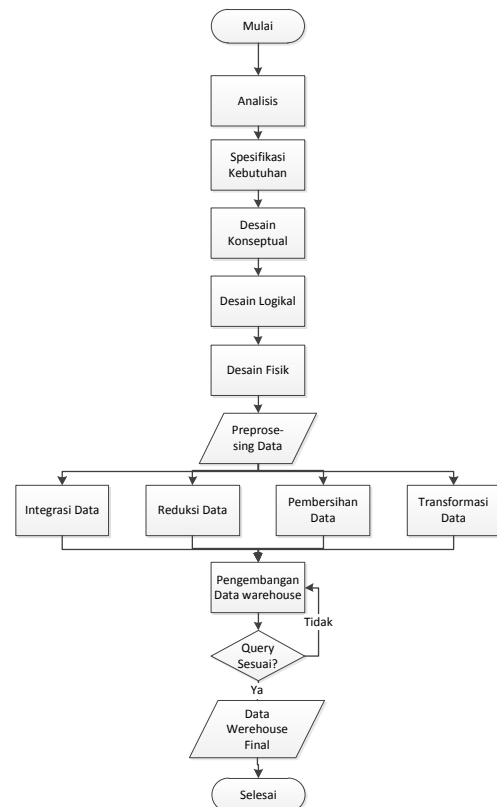 Mulai
Analisis
Spesifikasi
Kebutuhan
Desain
Konseptual
Desain Logikal
Desain Fisik
Preprose-
sing Data
Integrasi Data
Reduksi Data
Pembersihan
Data
Transformasi
Data
Pengembangan
Data warehouse
Tidak
Query
Sesuai?
Ya
Data
Werehouse
Final
Selesai